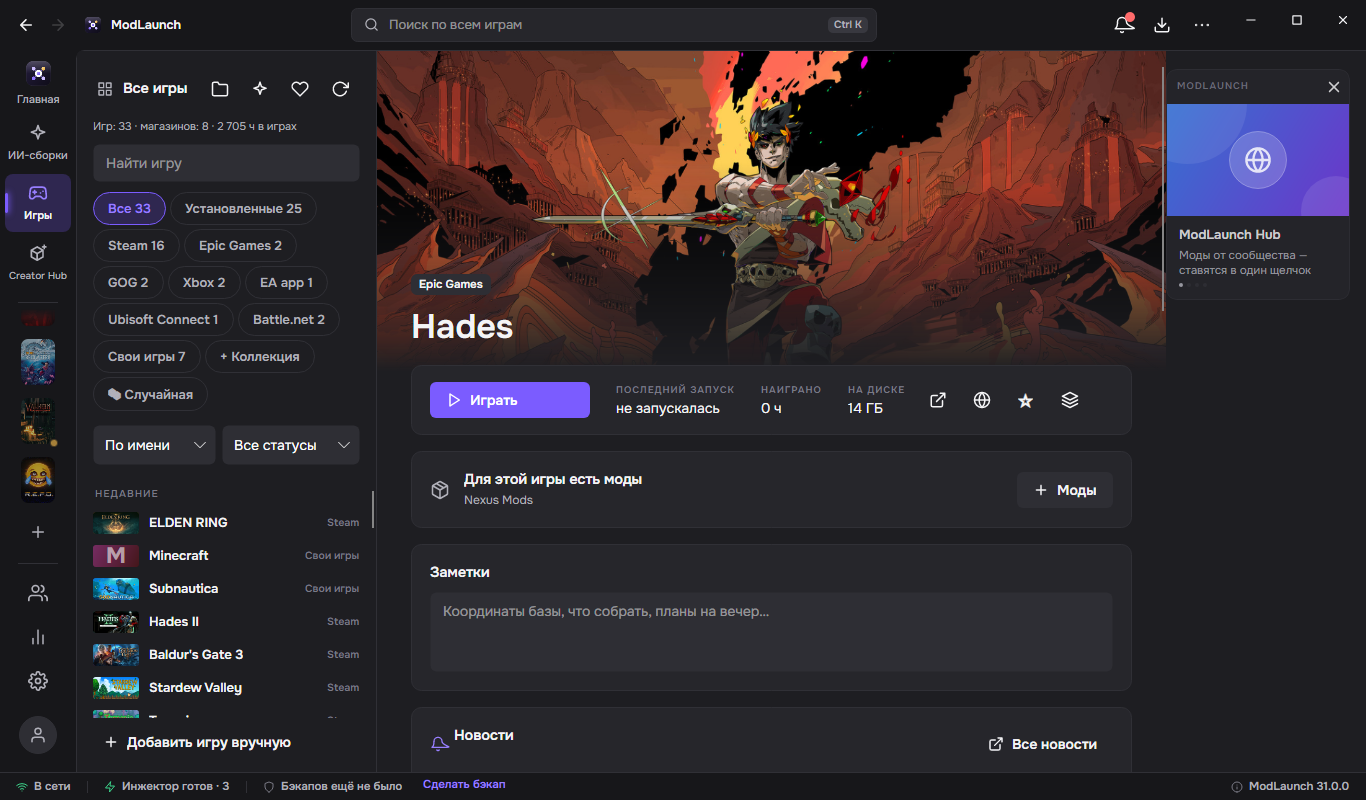 ModLaunch
Поиск по всем играм
Ctrl K
Главная
ИИ-сборки
Игры
Creator Hub
Все игры
Игр: 33 · магазинов: 8 · 2 705 ч в играх
Найти игру
Все 33
Установленные 25
Steam 16
Epic Games 2
GOG 2
Xbox 2
EA app 1
Ubisoft Connect 1
Battle.net 2
Свои игры 7
+ Коллекция
Случайная
По имени
Все статусы
НЕДАВНИЕ
ELDEN RING
Steam
Minecraft
Свои игры
Subnautica
Свои игры
Hades II
Steam
Baldur's Gate 3
Steam
Stardew Valley
Steam
Добавить игру вручную
Epic Games
Hades
Играть
ПОСЛЕДНИЙ ЗАПУСК
не запускалась
НАИГРАНО
0 ч
НА ДИСКЕ
14 ГБ
Для этой игры есть моды
Nexus Mods
Моды
Заметки
Координаты базы, что собрать, планы на вечер...
Новости
Все новости
MODLAUNCH
ModLaunch Hub
Моды от сообщества —
ставятся в один щелчок
В сети
Инжектор готов · 3
Бэкапов ещё не было
Сделать бэкап
ModLaunch 31.0.0